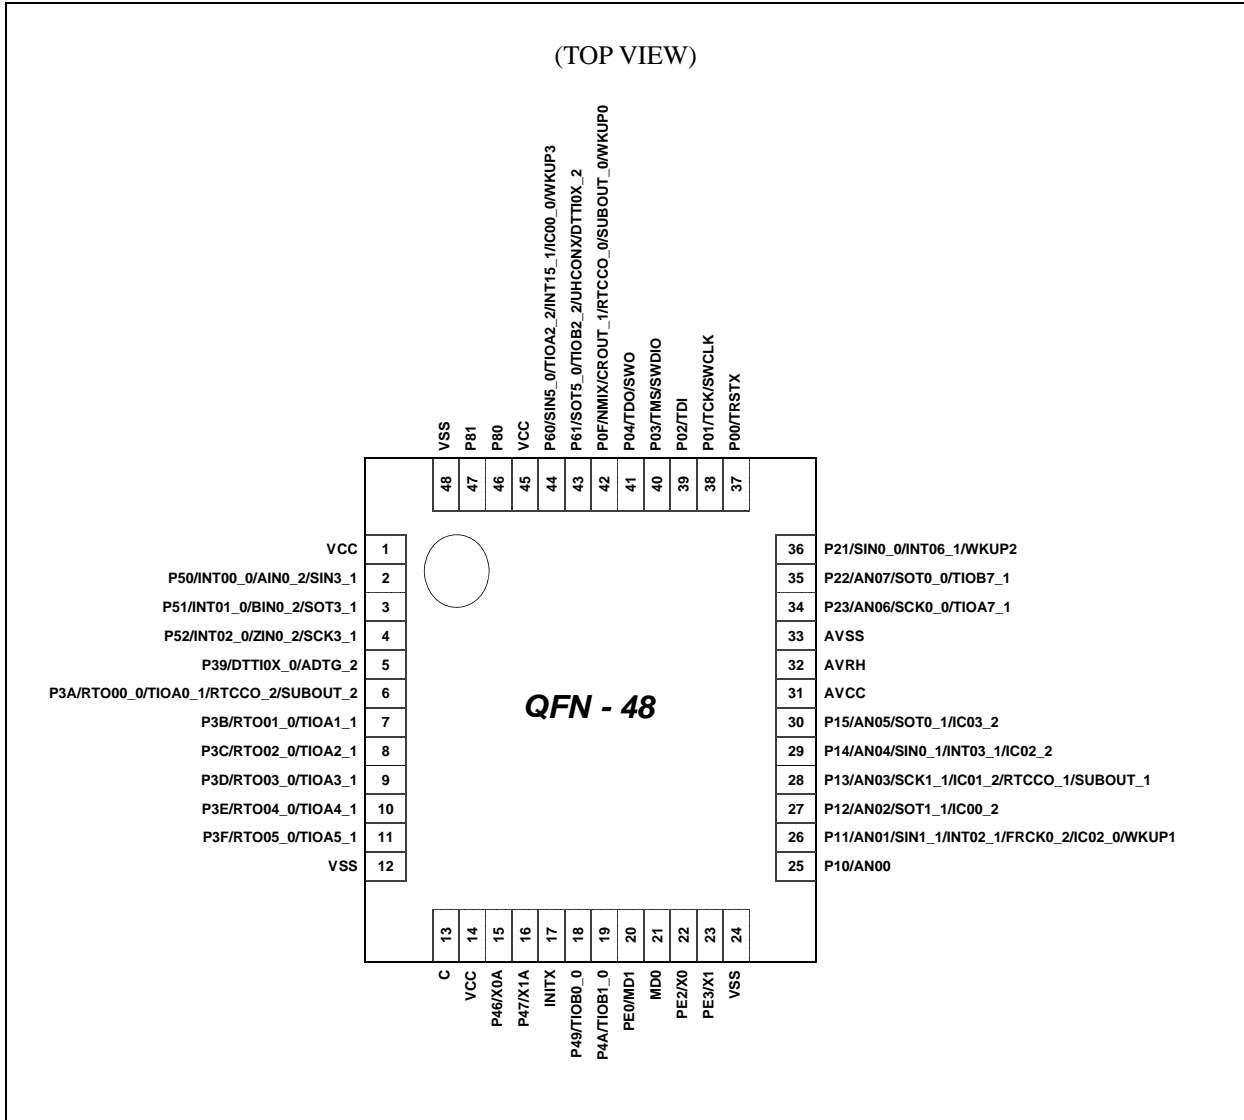 (TOP VIEW)
VSS
P81
P80
VCC
P60/SIN5_0/TIOA2_2/INT15_1/IC00_0/WKUP3
P61/SOT5_0/TIOB2_2/UHCONX/DTTI0X_2
P0F/NMIX/CROUT_1/RTCCO_0/SUBOUT_0/WKUP0
P04/TDO/SWO
P03/TMS/SWDIO
P02/TDI
P01/TCK/SWCLK
P00/TRSTX
48
47
46
45
44
43
42
41
40
39
38
37
VCC 1
P50/INT00_0/AIN0_2/SIN3_1 2
P51/INT01_0/BIN0_2/SOT3_1 3
P52/INT02_0/ZIN0_2/SCK3_1 4
P39/DTTI0X_0/ADTG_2 5
P3A/RTO00_0/TIOA0_1/RTCCO_2/SUBOUT_2 6
P3B/RTO01_0/TIOA1_1 7
P3C/RTO02_0/TIOA2_1 8
P3D/RTO03_0/TIOA3_1 9
P3E/RTO04_0/TIOA4_1 10
P3F/RTO05_0/TIOA5_1 11
VSS 12
QFN - 48
36 P21/SIN0_0/INT06_1/WKUP2
35 P22/AN07/SOT0_0/TIOB7_1
34 P23/AN06/SCK0_0/TIOA7_1
33 AVSS
32 AVRH
31 AVCC
30 P15/AN05/SOT0_1/IC03_2
29 P14/AN04/SIN0_1/INT03_1/IC02_2
28 P13/AN03/SCK1_1/IC01_2/RTCCO_1/SUBOUT_1
27 P12/AN02/SOT1_1/IC00_2
26 P11/AN01/SIN1_1/INT02_1/FRCK0_2/IC02_0/WKUP1
25 P10/AN00
13
14
15
16
17
18
19
20
21
22
23
24
C
VCC
P46/X0A
P47/X1A
INITX
P49/TIOB0_0
P4A/TIOB1_0
PE0/MD1
MD0
PE2/X0
PE3/X1
VSS